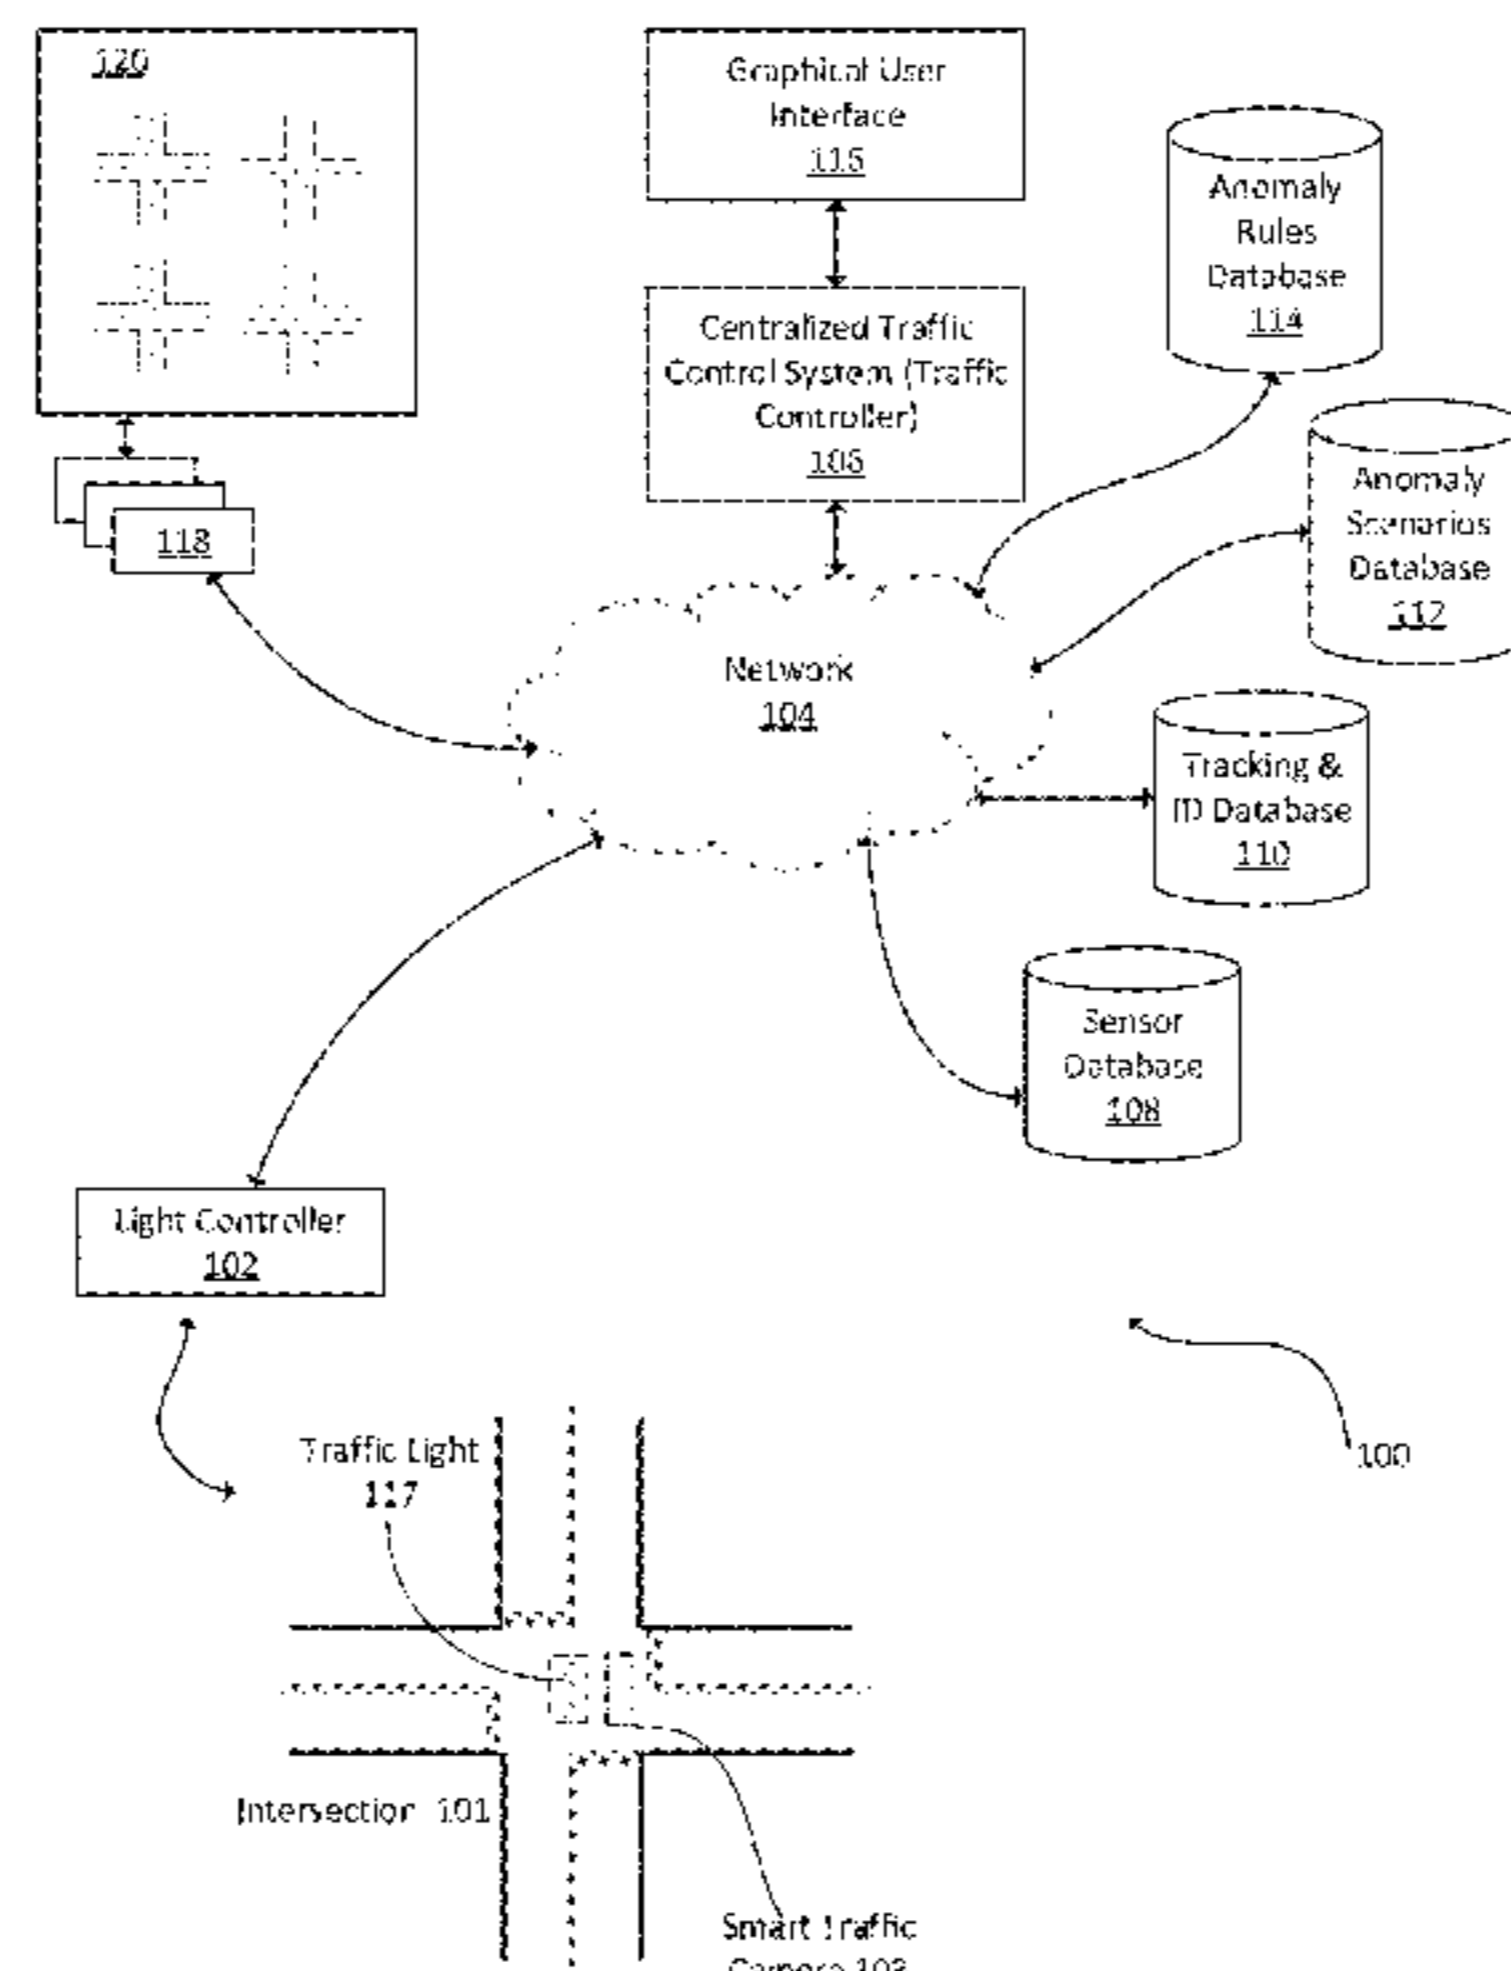 120
Graphical User
Interface
116
Anomaly
Rules
Database
114
Centralized Traffic
Control System (Traffic
Controller)
106
Anomaly
Scenarios
Database
112
118
Network
104
Tracking &
ID Database
110
Sensor
Database
108
Light Controller
102
100
Traffic Light
117
Intersection 101
Smart Traffic
Camera 103